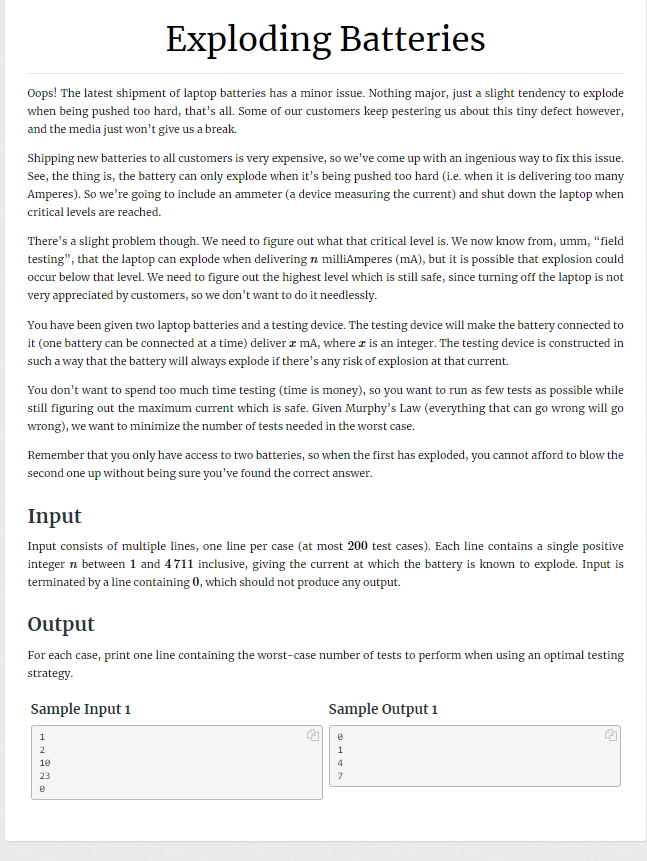 Exploding Batteries
Oops! The latest shipment of laptop batteries has a minor issue. Nothing major, just a slight tendency to explode
when being pushed too hard, that's all. Some of our customers keep pestering us about this tiny defect however,
and the media just won't give us a break.
Shipping new batteries to all customers is very expensive, so we've come up with an ingenious way to fix this issue.
See, the thing is, the battery can only explode when it's being pushed too hard (i.e. when it is delivering too many
Amperes). So we're going to include an ammeter (a device measuring the current) and shut down the laptop when
critical levels are reached.
There's a slight problem though. We need to figure out what that critical level is. We now know from, umm, "field
testing", that the laptop can explode when delivering n milliAmperes (mA), but it is possible that explosion could
occur below that level. We need to figure out the highest level which is still safe, since turning off the laptop is not
very appreciated by customers, so we don't want to do it needlessly.
You have been given two laptop batteries and a testing device. The testing device will make the battery connected to
it (one battery can be connected at a time) deliver x mA, where x is an integer. The testing device is constructed in
such a way that the battery will always explode if there's any risk of explosion at that current.
You don't want to spend too much time testing (time is money), so you want to run as few tests as possible while
still figuring out the maximum current which is safe. Given Murphy's Law (everything that can go wrong will go
wrong), we want to minimize the number of tests needed in the worst case.
Remember that you only have access to two batteries, so when the first has exploded, you cannot afford to blow the
second one up without being sure you've found the correct answer.
Input
Input consists of multiple lines, one line per case (at most 200 test cases). Each line contains a single positive
integer n between 1 and 4 711 inclusive, giving the current at which the battery is known to explode. Input is
terminated by a line containing 0, which should not produce any output.
Output
For each case, print one line containing the worst-case number of tests to perform when using an optimal testing
strategy.
Sample Input 1
1
2
10
23
0
Sample Output 1
0
1
4
7